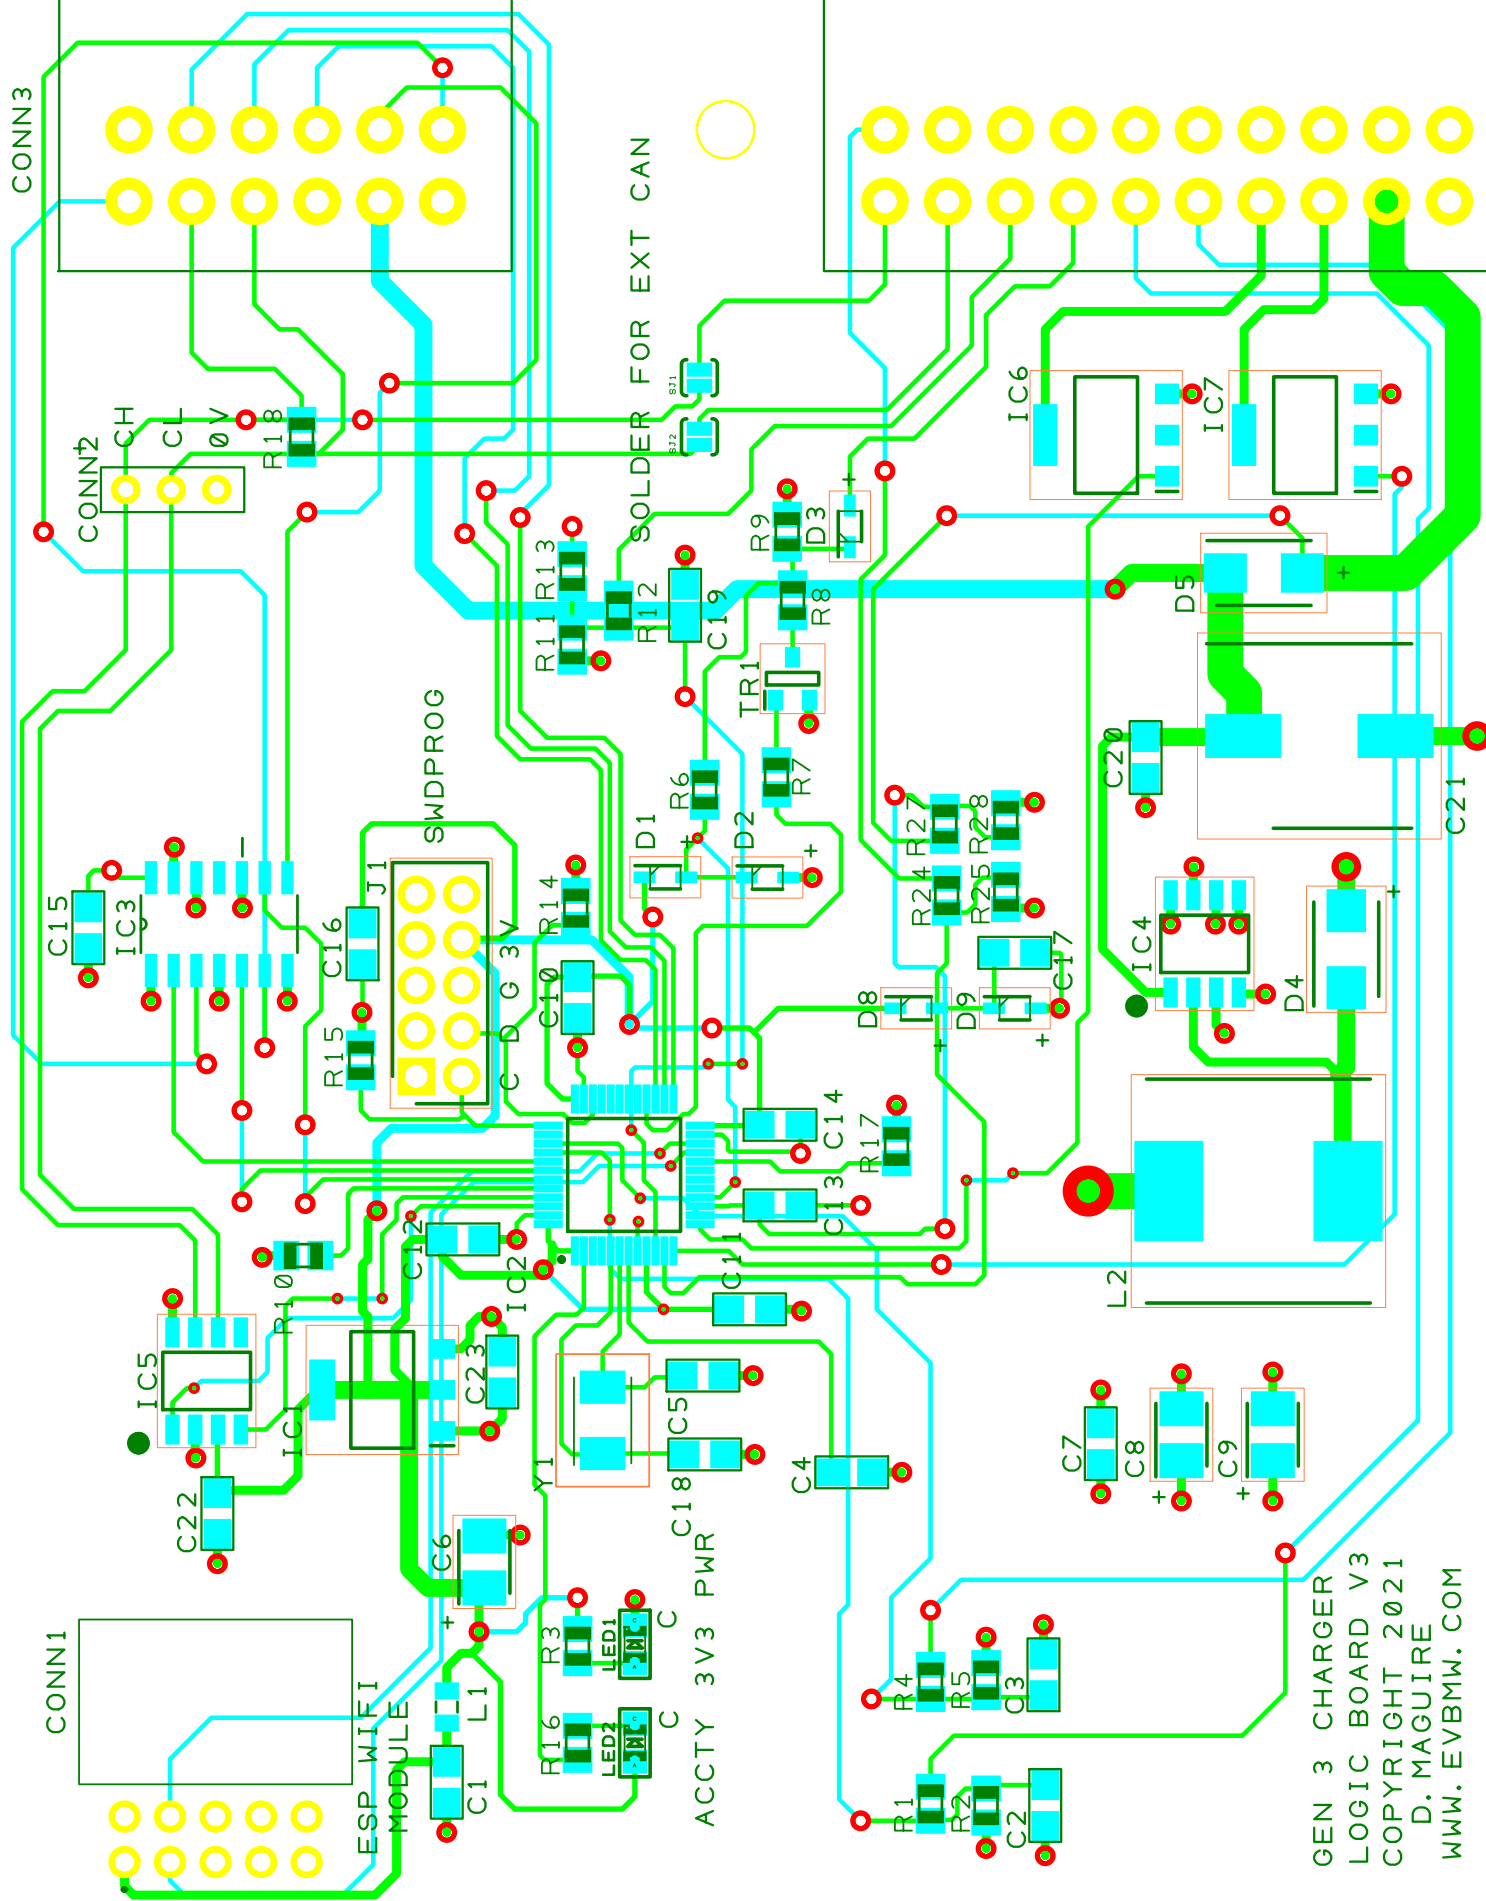 CONN3
CONN2
+
CH
CL
0V
R18
SOLDER FOR EXT CAN
SJ1
SJ2
IC6
IC7
R13
R11
R12
C19
R9
D3
+
R8
TR1
D5
+
C20
C21
SWDPROG
J1
C15
IC3
C16
R15
C D G 3V
R14
C10
R6
R7
D1
+
D2
+
R27
R28
R24
R25
C17
D8
+
D9
+
IC4
D4
+
R17
C14
C13
C11
L2
C12
IC2
R10
IC5
IC1
C23
C22
Y1
C5
C18
C4
C7
C8
+
C9
+
C6
+
CONN1
ESP WIFI
MODULE
L1
C1
R3
LED1
C
R16
LED2
C
ACCTY 3V3 PWR
R4
R5
C3
R1
R2
C2
GEN 3 CHARGER
LOGIC BOARD V3
COPYRIGHT 2021
D. MAGUIRE
WWW. EVBMW. COM